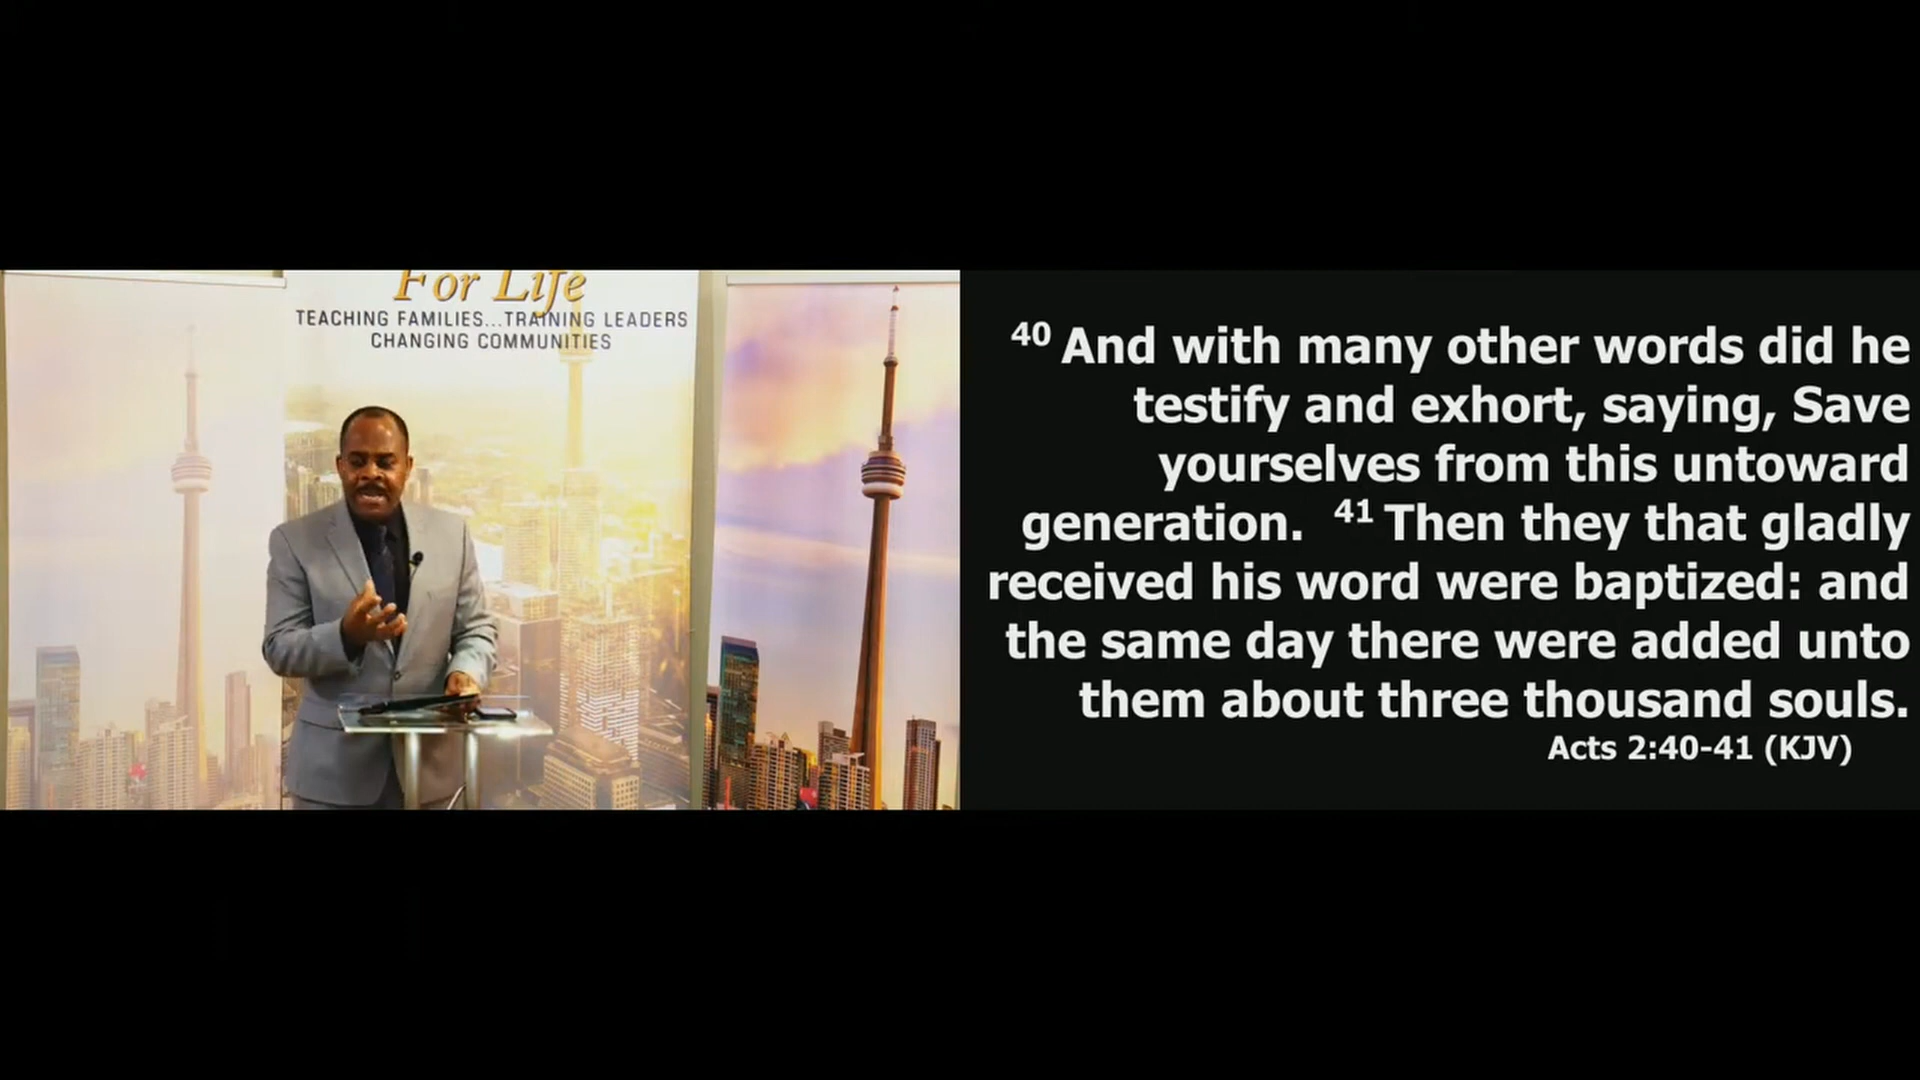 For Life
TEACHING FAMILIES...TRAINING LEADERS
CHANGING COMMUNITIES
40 And with many other words did he
testify and exhort, saying, Save
yourselves from this untoward
generation. 41 Then they that gladly
received his word were baptized: and
the same day there were added unto
them about three thousand souls.
Acts 2:40-41 (KJV)